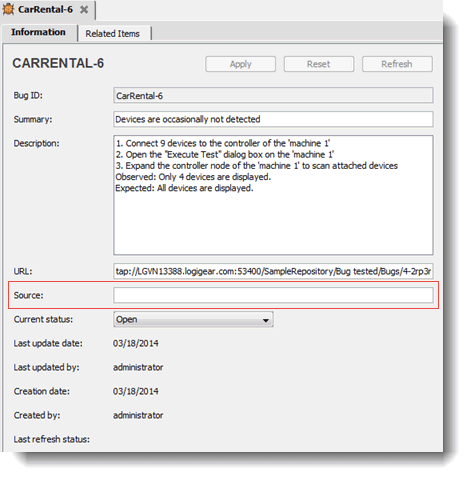 CarRental-6
Information Related Items
CARRENTAL-6 Apply Reset Refresh
Bug ID: CarRental-6
Summary: Devices are occasionally not detected
Description: 1. Connect 9 devices to the controller of the 'machine 1'
2. Open the "Execute Test" dialog box on the 'machine 1'
3. Expand the controller node of the 'machine 1' to scan attached devices
Observed: Only 4 devices are displayed.
Expected: All devices are displayed.
URL: tap://LGVN13388.logigear.com:53400/SampleRepository/Bug tested/Bugs/4-2rp3r
Source:
Current status: Open
Last update date: 03/18/2014
Last updated by: administrator
Creation date: 03/18/2014
Created by: administrator
Last refresh status: